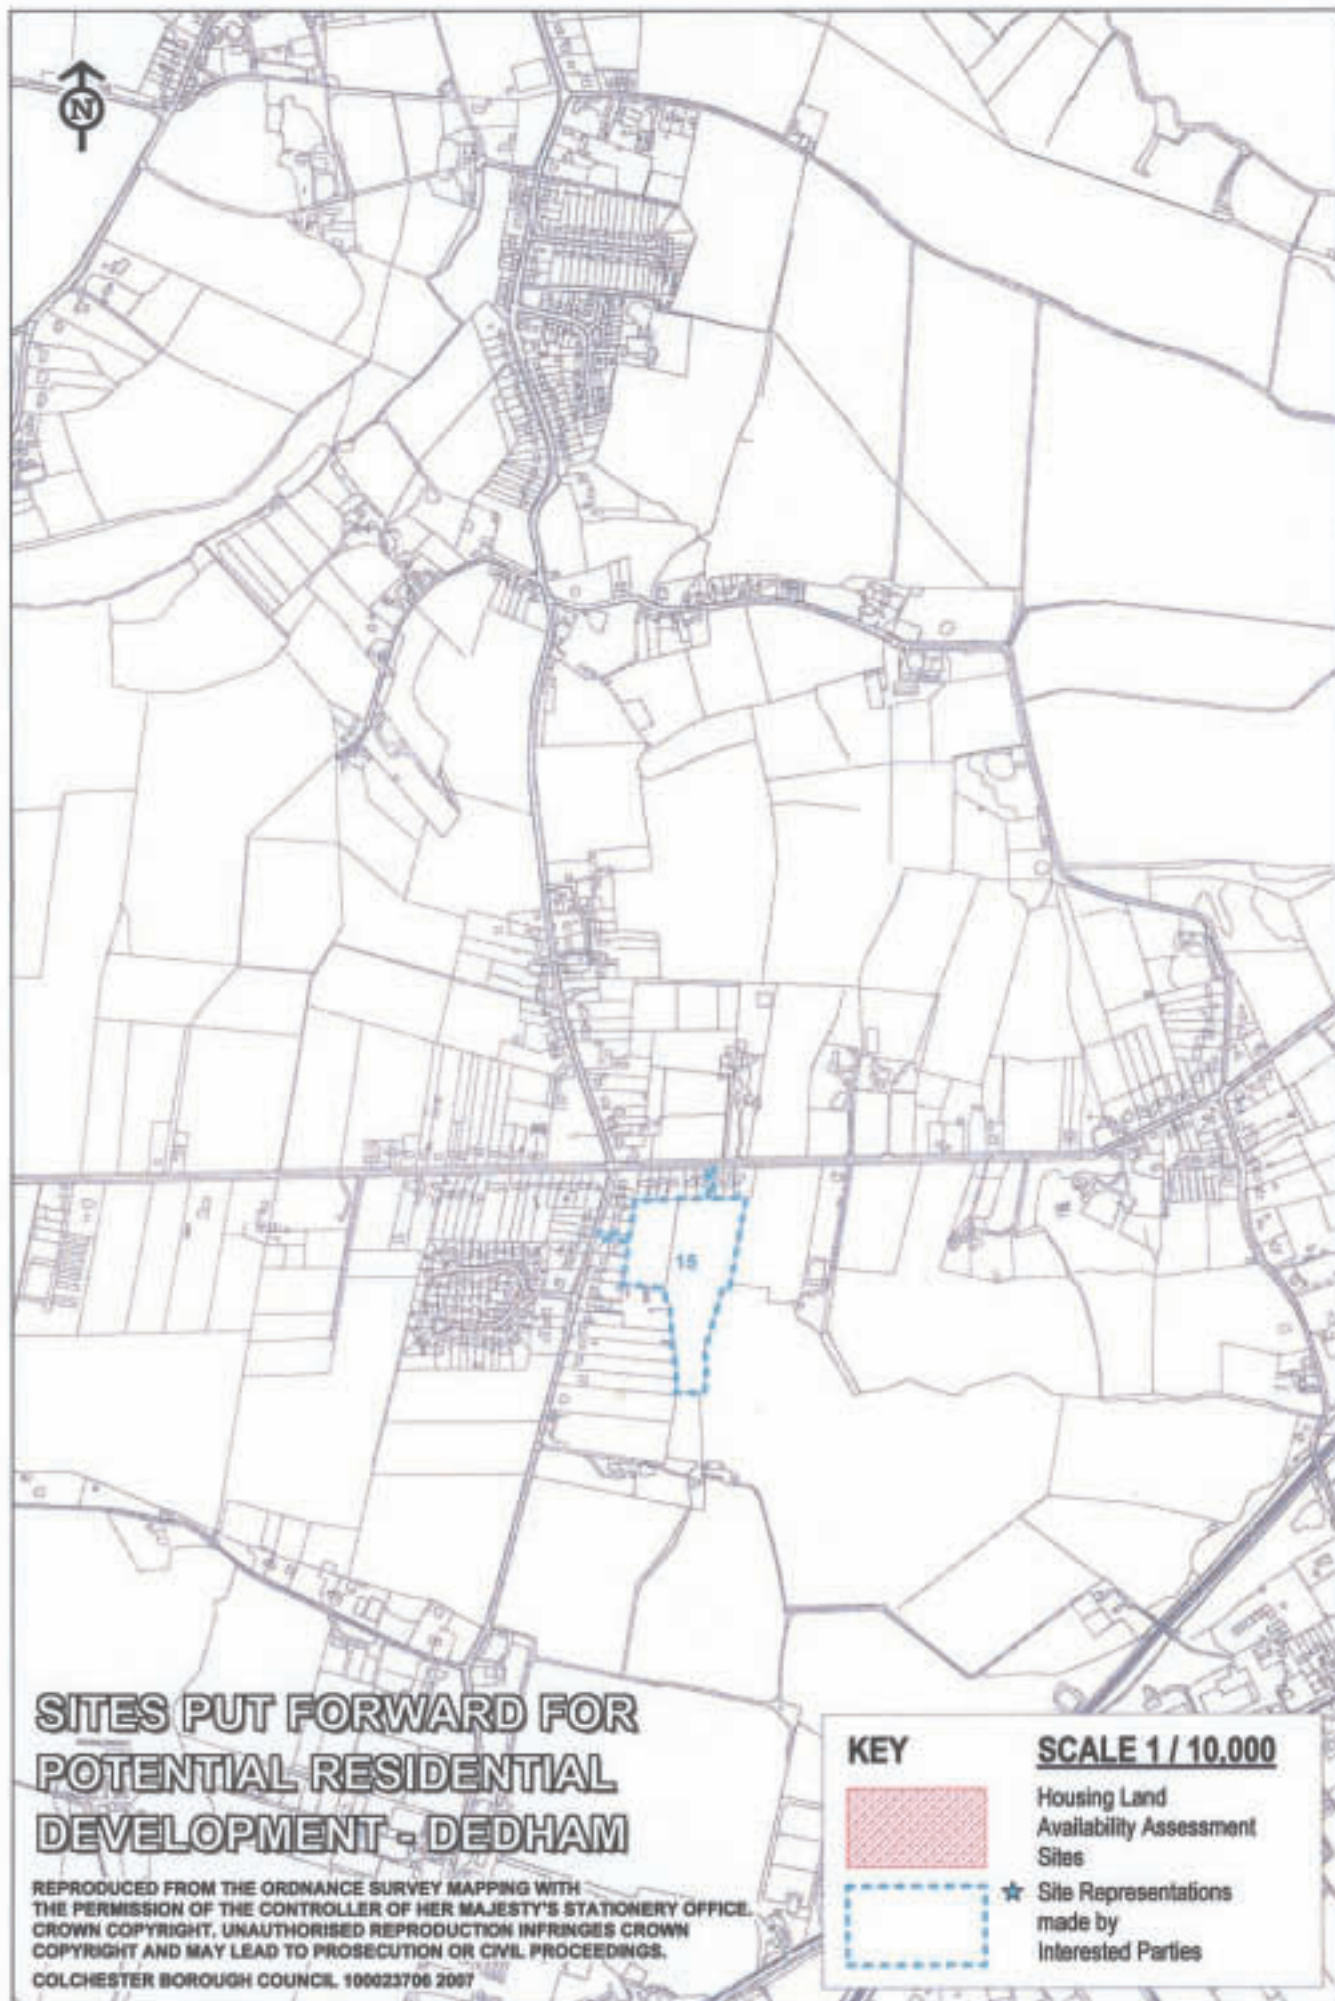 N
15
SITES PUT FORWARD FOR
POTENTIAL RESIDENTIAL
DEVELOPMENT - DEDHAM
REPRODUCED FROM THE ORDNANCE SURVEY MAPPING WITH
THE PERMISSION OF THE CONTROLLER OF HER MAJESTY'S STATIONERY OFFICE.
CROWN COPYRIGHT. UNAUTHORISED REPRODUCTION INFRINGES CROWN
COPYRIGHT AND MAY LEAD TO PROSECUTION OR CIVIL PROCEEDINGS.
COLCHESTER BOROUGH COUNCIL 100023706 2007
KEY
SCALE 1 / 10,000
Housing Land
Availability Assessment
Sites
Site Representations
made by
Interested Parties